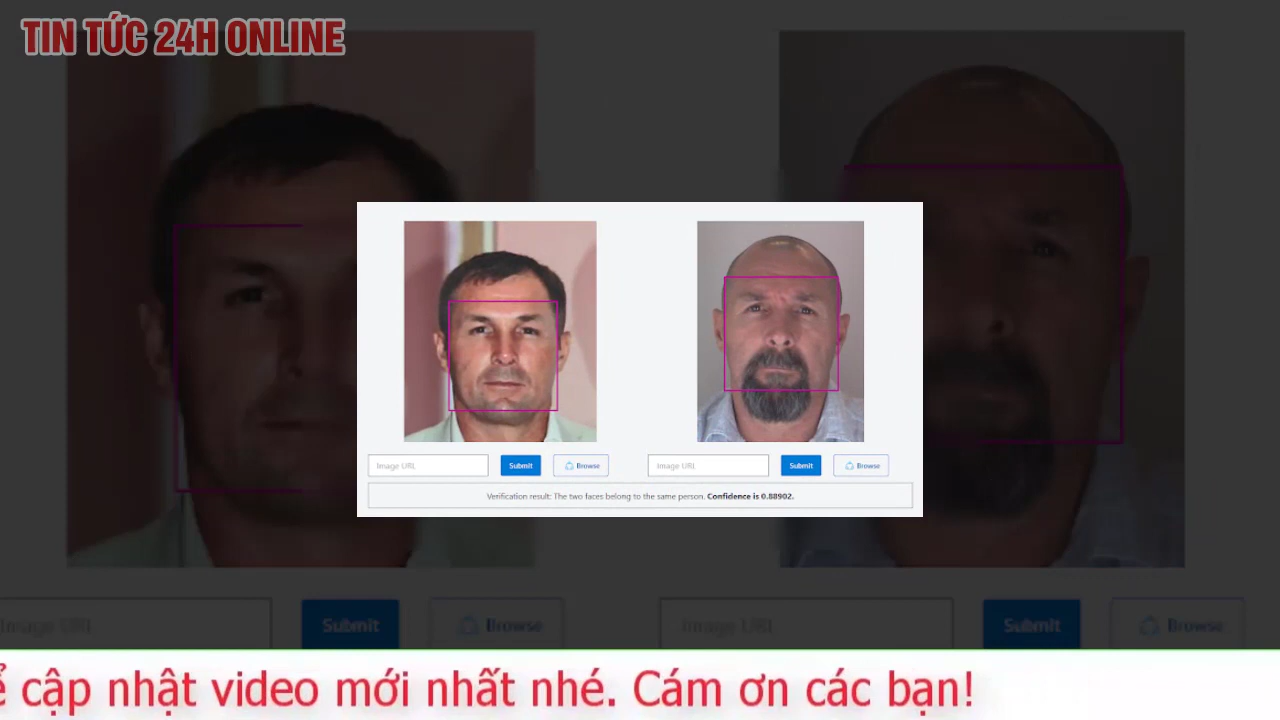 TIN TỨC 24H ONLINE
Image URL
Submit
Browse
Image URL
Submit
Browse
Verification result: The two faces belong to the same person. Confidence is 0.88902.
Image URL
Submit
Browse
Image URL
Submit
Browse
ể cập nhật video mới nhất nhé. Cám ơn các bạn!